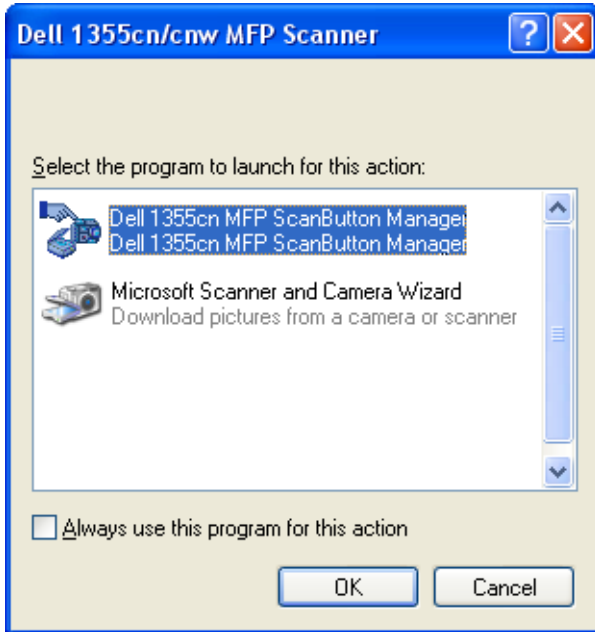 Dell 1355cn/cnw MFP Scanner
Select the program to launch for this action:
Dell 1355cn MFP ScanButton Manager
Dell 1355cn MFP ScanButton Manager
Microsoft Scanner and Camera Wizard
Download pictures from a camera or scanner
Always use this program for this action
OK Cancel